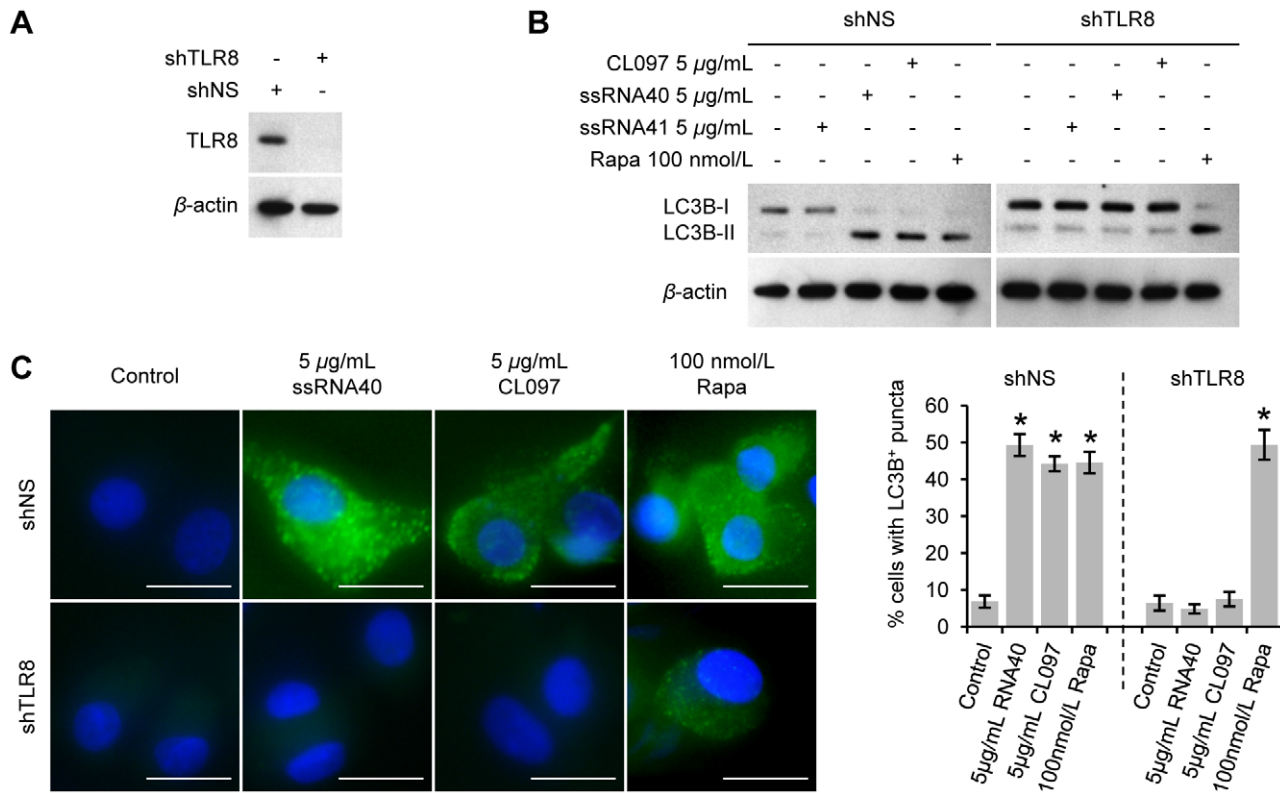 A
shTLR8 - +
shNS + -
TLR8
β-actin
B
shNS shTLR8
CL097 5 µg/mL - - - + - - - - + -
ssRNA40 5 µg/mL - - + - - - - + - -
ssRNA41 5 µg/mL - + - - - - + - - -
Rapa 100 nmol/L - - - - + - - - - +
LC3B-I
LC3B-II
β-actin
C
Control
5 µg/mL
ssRNA40
5 µg/mL
CL097
100 nmol/L
Rapa
shNS
shTLR8
shNS shTLR8
% cells with LC3B⁺ puncta
60
50
40
30
20
10
0
* * * *
Control
5µg/mL RNA40
5µg/mL CL097
100nmol/L Rapa
Control
5µg/mL RNA40
5µg/mL CL097
100nmol/L Rapa